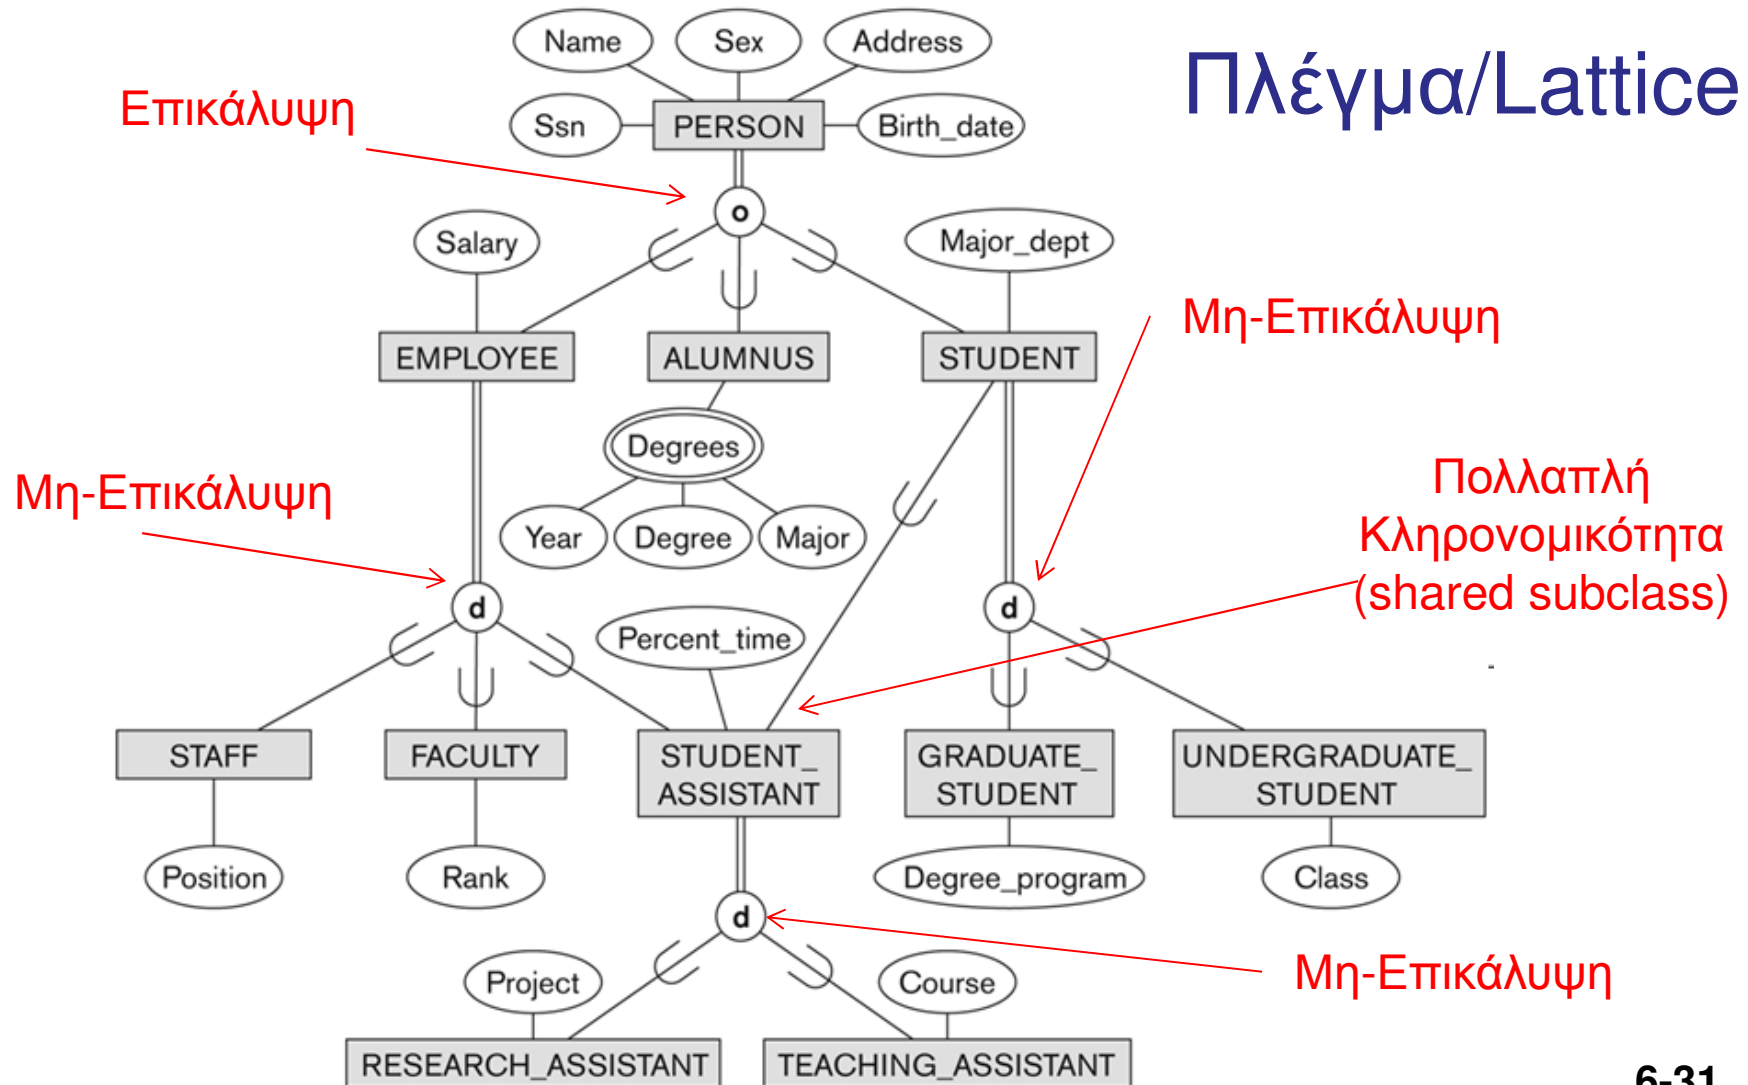 Πλέγμα/Lattice
Name
Sex
Address
Επικάλυψη
Ssn
PERSON
Birth_date
o
Salary
Major_dept
Μη-Επικάλυψη
EMPLOYEE
ALUMNUS
STUDENT
Degrees
Μη-Επικάλυψη
Πολλαπλή
Κληρονομικότητα
(shared subclass)
Year
Degree
Major
d
Percent_time
d
STAFF
FACULTY
STUDENT_
ASSISTANT
GRADUATE_
STUDENT
UNDERGRADUATE_
STUDENT
Position
Rank
Degree_program
Class
d
Project
Course
Μη-Επικάλυψη
RESEARCH_ASSISTANT
TEACHING_ASSISTANT
6-31